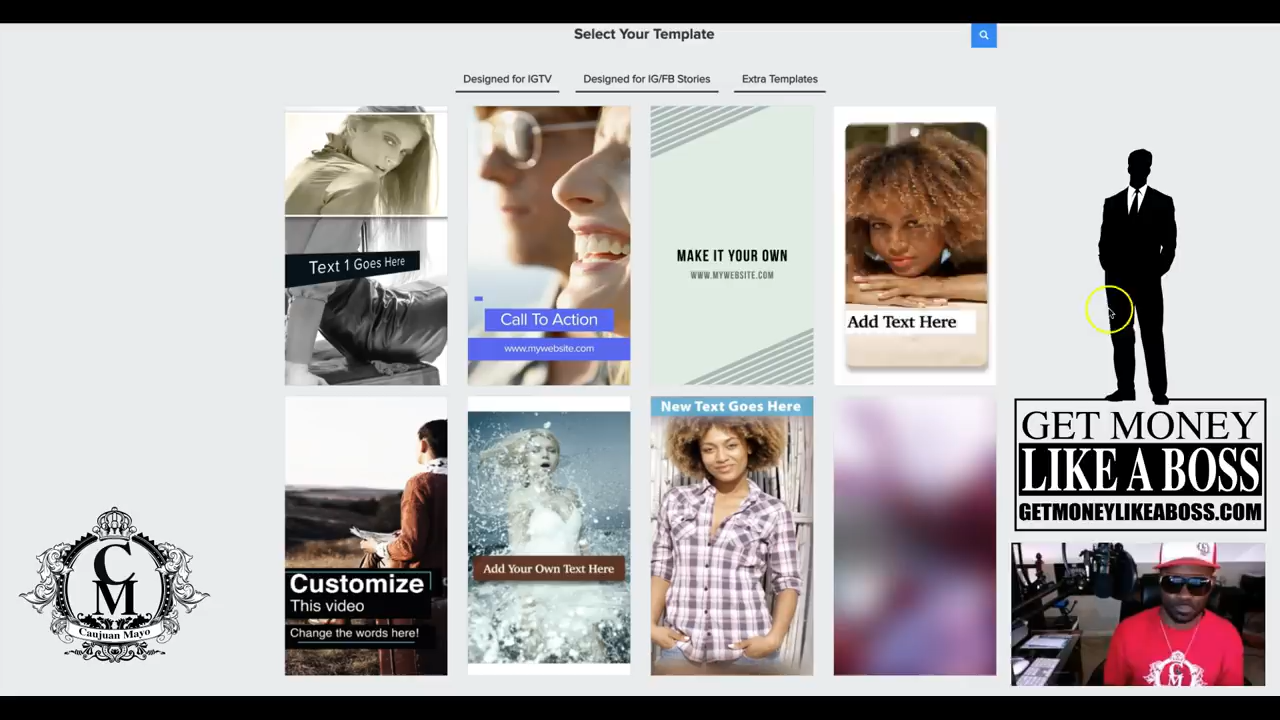 Select Your Template
Designed for IGTV
Designed for IG/FB Stories
Extra Templates
Text 1 Goes Here
Call To Action
www.mywebsite.com
MAKE IT YOUR OWN
WWW.MYWEBSITE.COM
Add Text Here
Customize
This video
Change the words here!
Add Your Own Text Here
New Text Goes Here
GET MONEY
LIKE A BOSS
GETMONEYLIKEABOSS.COM
C
M
Caujuan Mayo
C
M